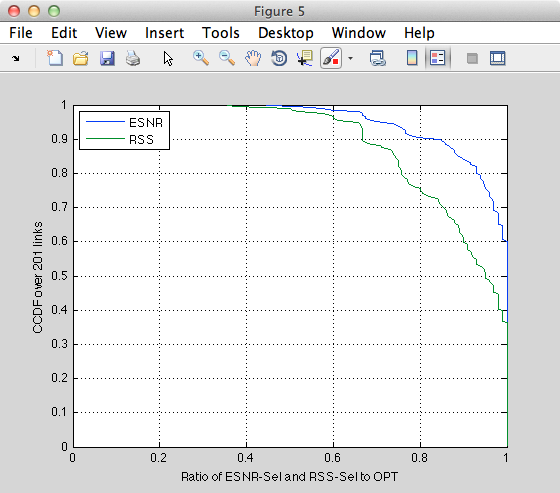 Figure 5
File Edit View Insert Tools Desktop Window Help
ESNR
RSS
1
0.9
0.8
0.7
0.6
0.5
0.4
0.3
0.2
0.1
0
CCDFover 201 links
0 0.2 0.4 0.6 0.8 1
Ratio of ESNR-Sel and RSS-Sel to OPT